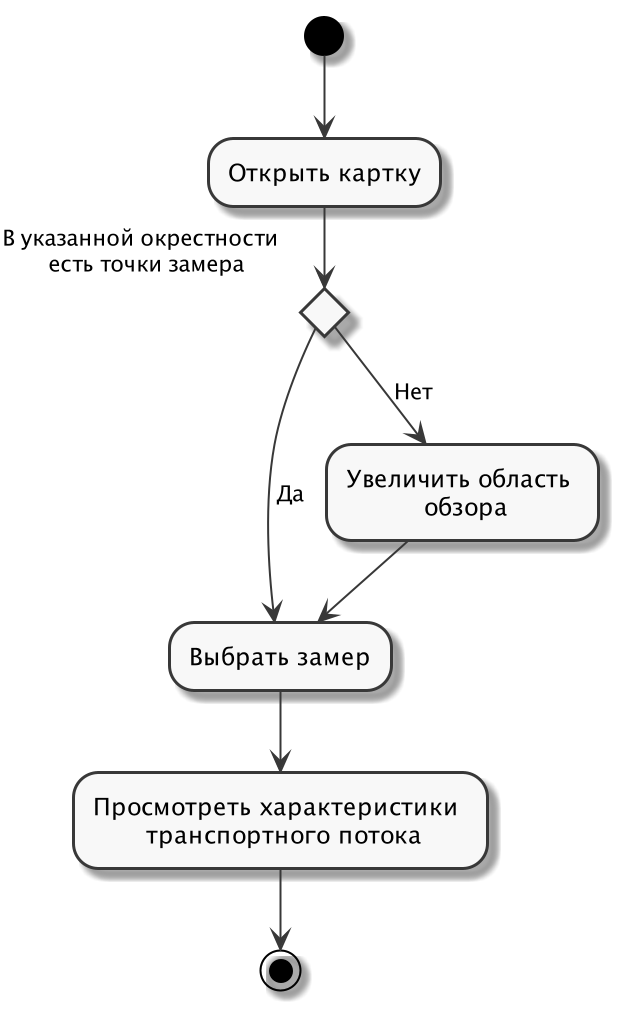 Открыть картку
В указанной окрестности
есть точки замера
Нет
Увеличить область
обзора
Да
Выбрать замер
Просмотреть характеристики
транспортного потока